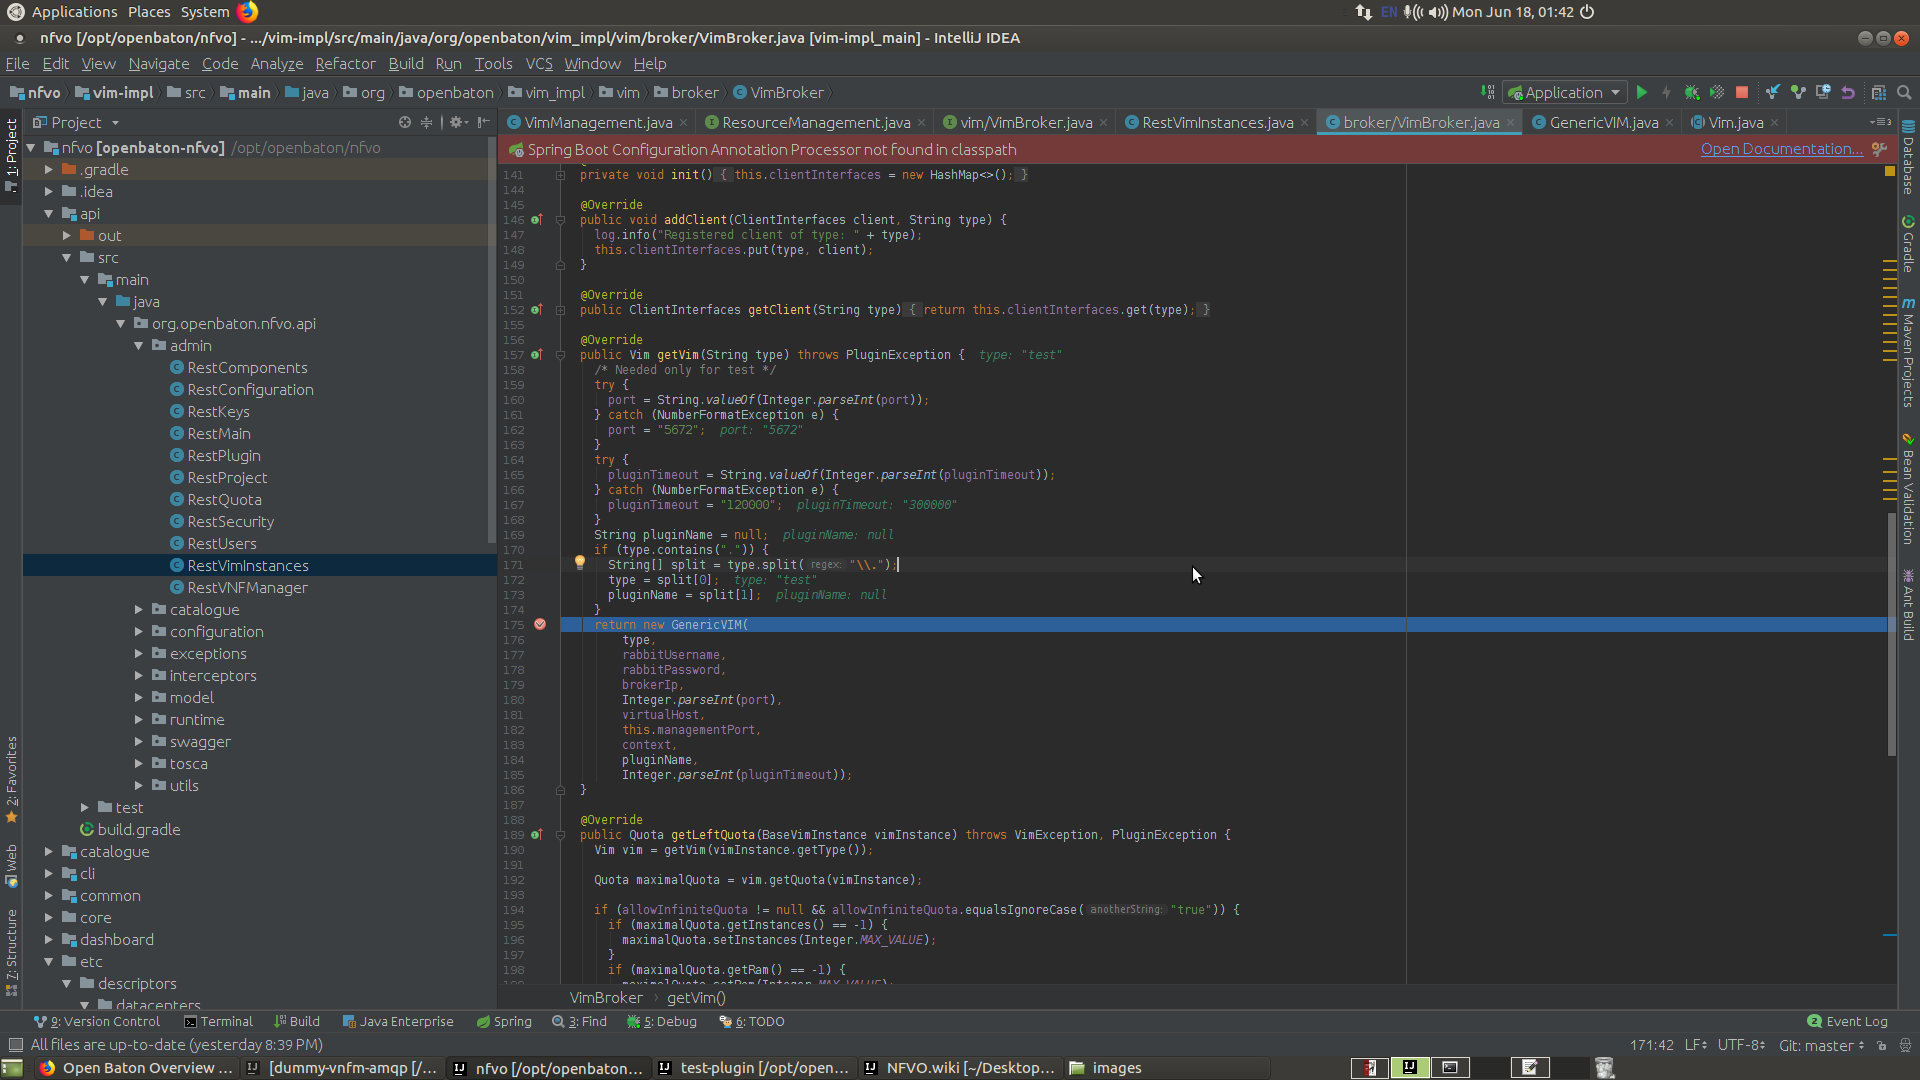 Applications Places System
EN Mon Jun 18, 01:42
nfvo [/opt/openbaton/nfvo] - .../vim-impl/src/main/java/org/openbaton/vim_impl/vim/broker/VimBroker.java [vim-impl_main] - IntelliJ IDEA
File Edit View Navigate Code Analyze Refactor Build Run Tools VCS Window Help
nfvo vim-impl src main java org openbaton vim_impl vim broker VimBroker
Application
Project
VimManagement.java ResourceManagement.java vim/VimBroker.java RestVimInstances.java broker/VimBroker.java GenericVIM.java Vim.java
Spring Boot Configuration Annotation Processor not found in classpath
Open Documentation...
1: Project
2: Favorites
Web
7: Structure
nfvo [openbaton-nfvo] /opt/openbaton/nfvo
.gradle
.idea
api
out
src
main
java
org.openbaton.nfvo.api
admin
RestComponents
RestConfiguration
RestKeys
RestMain
RestPlugin
RestProject
RestQuota
RestSecurity
RestUsers
RestVimInstances
RestVNFManager
catalogue
configuration
exceptions
interceptors
model
runtime
swagger
tosca
utils
test
build.gradle
catalogue
cli
common
core
dashboard
etc
descriptors
datacenters
141 private void init() { this.clientInterfaces = new HashMap<>(); }
144
145 @Override
146 public void addClient(ClientInterfaces client, String type) {
147 log.info("Registered client of type: " + type);
148 this.clientInterfaces.put(type, client);
149 }
150
151 @Override
152 public ClientInterfaces getClient(String type) { return this.clientInterfaces.get(type); }
155
156 @Override
157 public Vim getVim(String type) throws PluginException { type: "test"
158 /* Needed only for test */
159 try {
160 port = String.valueOf(Integer.parseInt(port));
161 } catch (NumberFormatException e) {
162 port = "5672"; port: "5672"
163 }
164 try {
165 pluginTimeout = String.valueOf(Integer.parseInt(pluginTimeout));
166 } catch (NumberFormatException e) {
167 pluginTimeout = "120000"; pluginTimeout: "300000"
168 }
169 String pluginName = null; pluginName: null
170 if (type.contains(".")) {
171 String[] split = type.split( regex: "\\.");
172 type = split[0]; type: "test"
173 pluginName = split[1]; pluginName: null
174 }
175 return new GenericVIM(
176 type,
177 rabbitUsername,
178 rabbitPassword,
179 brokerIp,
180 Integer.parseInt(port),
181 virtualHost,
182 this.managementPort,
183 context,
184 pluginName,
185 Integer.parseInt(pluginTimeout));
186 }
187
188 @Override
189 public Quota getLeftQuota(BaseVimInstance vimInstance) throws VimException, PluginException {
190 Vim vim = getVim(vimInstance.getType());
191
192 Quota maximalQuota = vim.getQuota(vimInstance);
193
194 if (allowInfiniteQuota != null && allowInfiniteQuota.equalsIgnoreCase( anotherString: "true")) {
195 if (maximalQuota.getInstances() == -1) {
196 maximalQuota.setInstances(Integer.MAX_VALUE);
197 }
198 if (maximalQuota.getRam() == -1) {
maximalQuota.setRam(Integer.MAX_VALUE);
Database
Gradle
Maven Projects
Bean Validation
Ant Build
VimBroker getVim()
9: Version Control Terminal Build Java Enterprise Spring 3: Find 5: Debug 6: TODO Event Log
All files are up-to-date (yesterday 8:39 PM)
171:42 LF UTF-8 Git: master
Open Baton Overview ... [dummy-vnfm-amqp [/... nfvo [/opt/openbaton... test-plugin [/opt/open... NFVO.wiki [~/Desktop... images